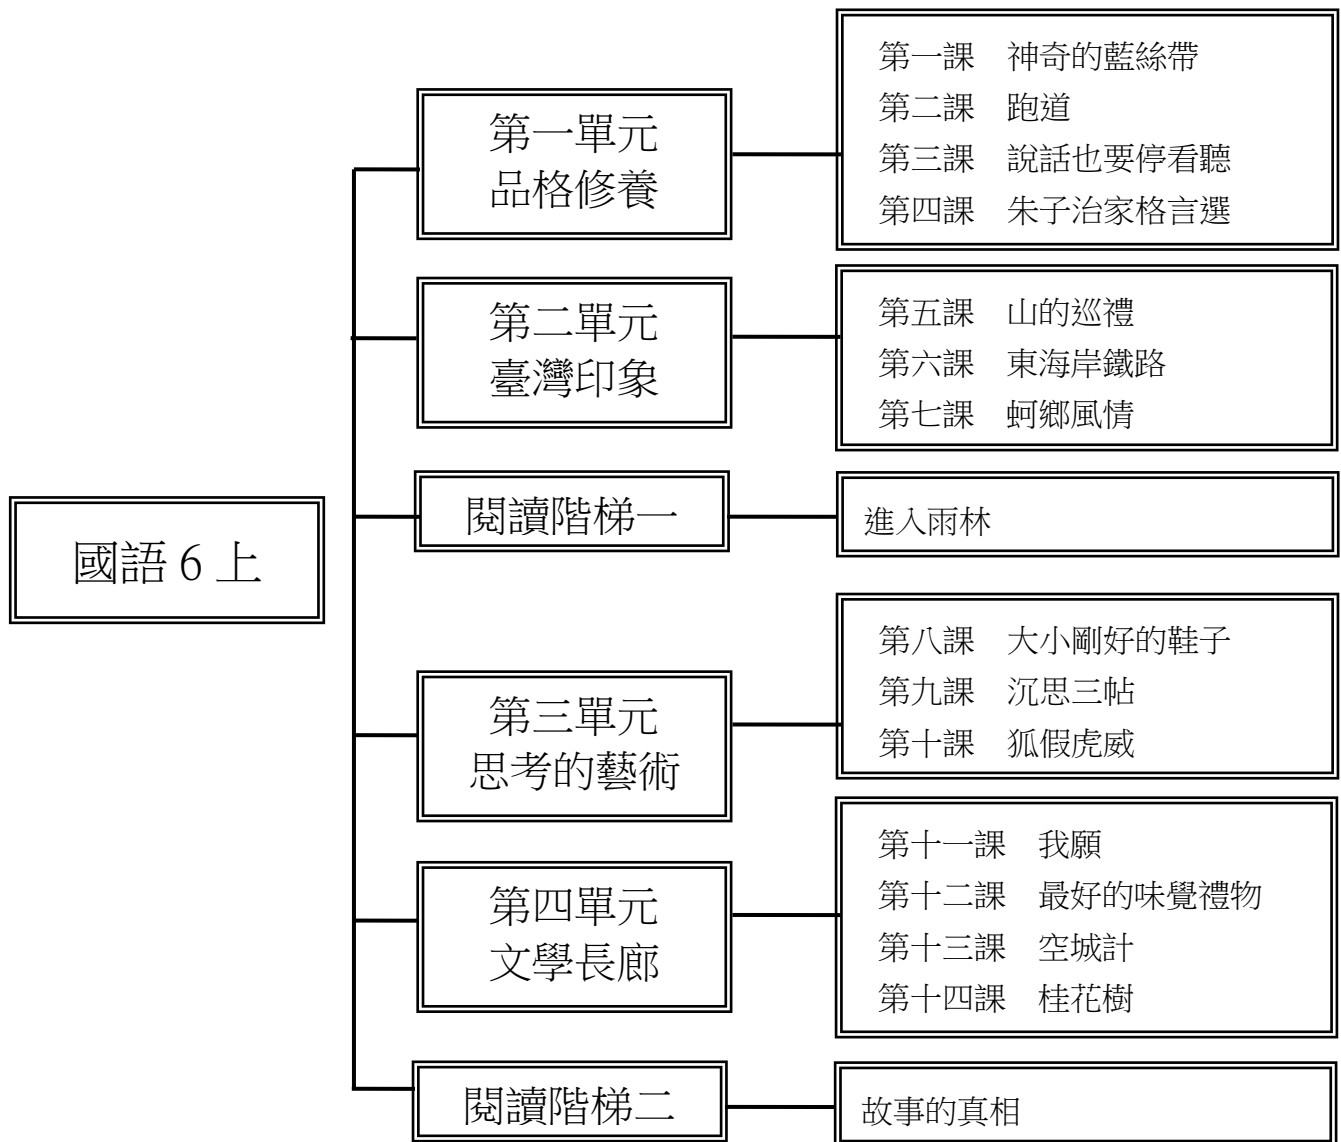 國語 6 上
第一單元
品格修養
第一課　神奇的藍絲帶
第二課　跑道
第三課　說話也要停看聽
第四課　朱子治家格言選
第二單元
臺灣印象
第五課　山的巡禮
第六課　東海岸鐵路
第七課　蚵鄉風情
閱讀階梯一
進入雨林
第三單元
思考的藝術
第八課　大小剛好的鞋子
第九課　沉思三帖
第十課　狐假虎威
第四單元
文學長廊
第十一課　我願
第十二課　最好的味覺禮物
第十三課　空城計
第十四課　桂花樹
閱讀階梯二
故事的真相